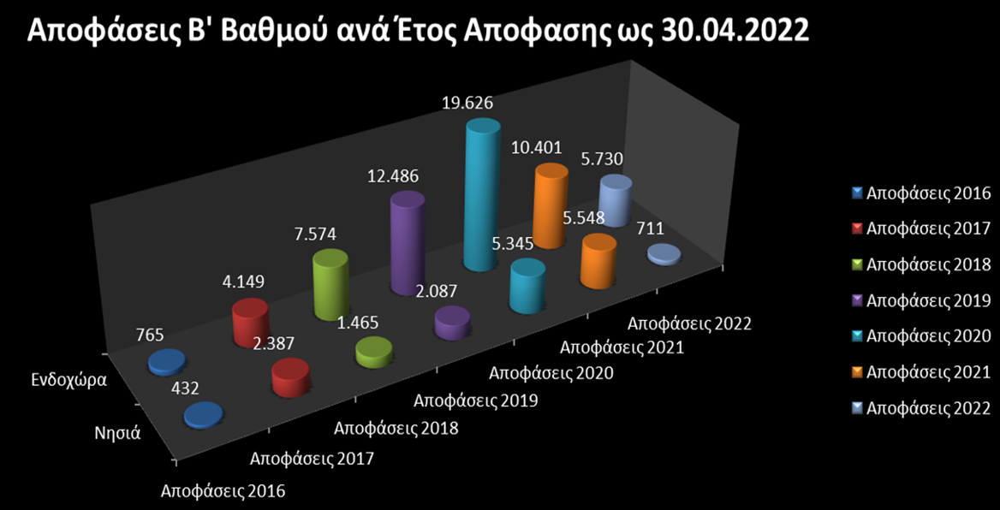 Αποφάσεις Β' Βαθμού ανά Έτος Αποφασης ως 30.04.2022
19.626
10.401
5.730
12.486
7.574
5.548
711
5.345
4.149
2.087
1.465
765
2.387
432
Ενδοχώρα
Νησιά
Αποφάσεις 2016
Αποφάσεις 2017
Αποφάσεις 2018
Αποφάσεις 2019
Αποφάσεις 2020
Αποφάσεις 2021
Αποφάσεις 2022
Αποφάσεις 2016
Αποφάσεις 2017
Αποφάσεις 2018
Αποφάσεις 2019
Αποφάσεις 2020
Αποφάσεις 2021
Αποφάσεις 2022